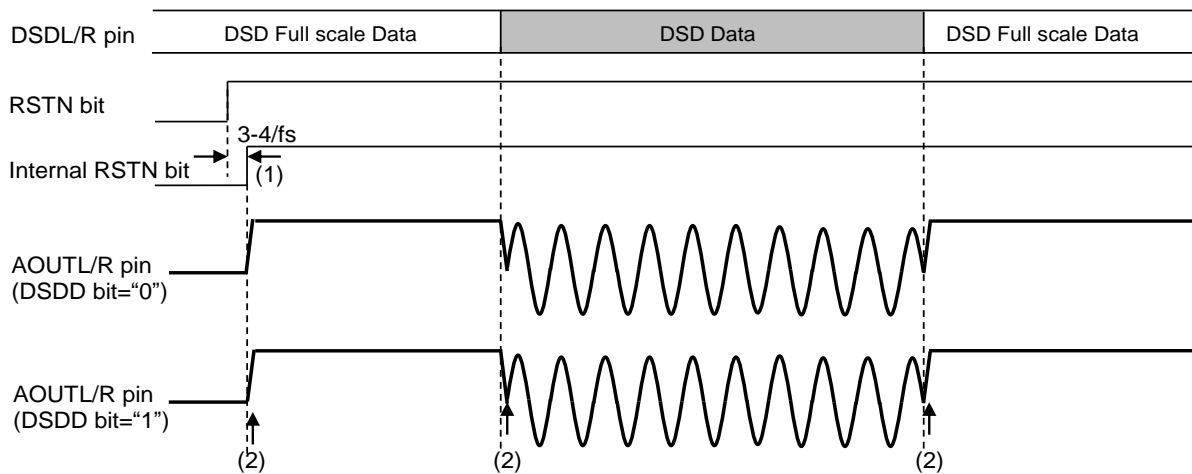 DSDL/R pin
DSD Full scale Data
DSD Data
DSD Full scale Data
RSTN bit
3-4/fs
Internal RSTN bit
(1)
AOUTL/R pin
(DSDD bit=“0”)
AOUTL/R pin
(DSDD bit=“1”)
(2)
(2)
(2)